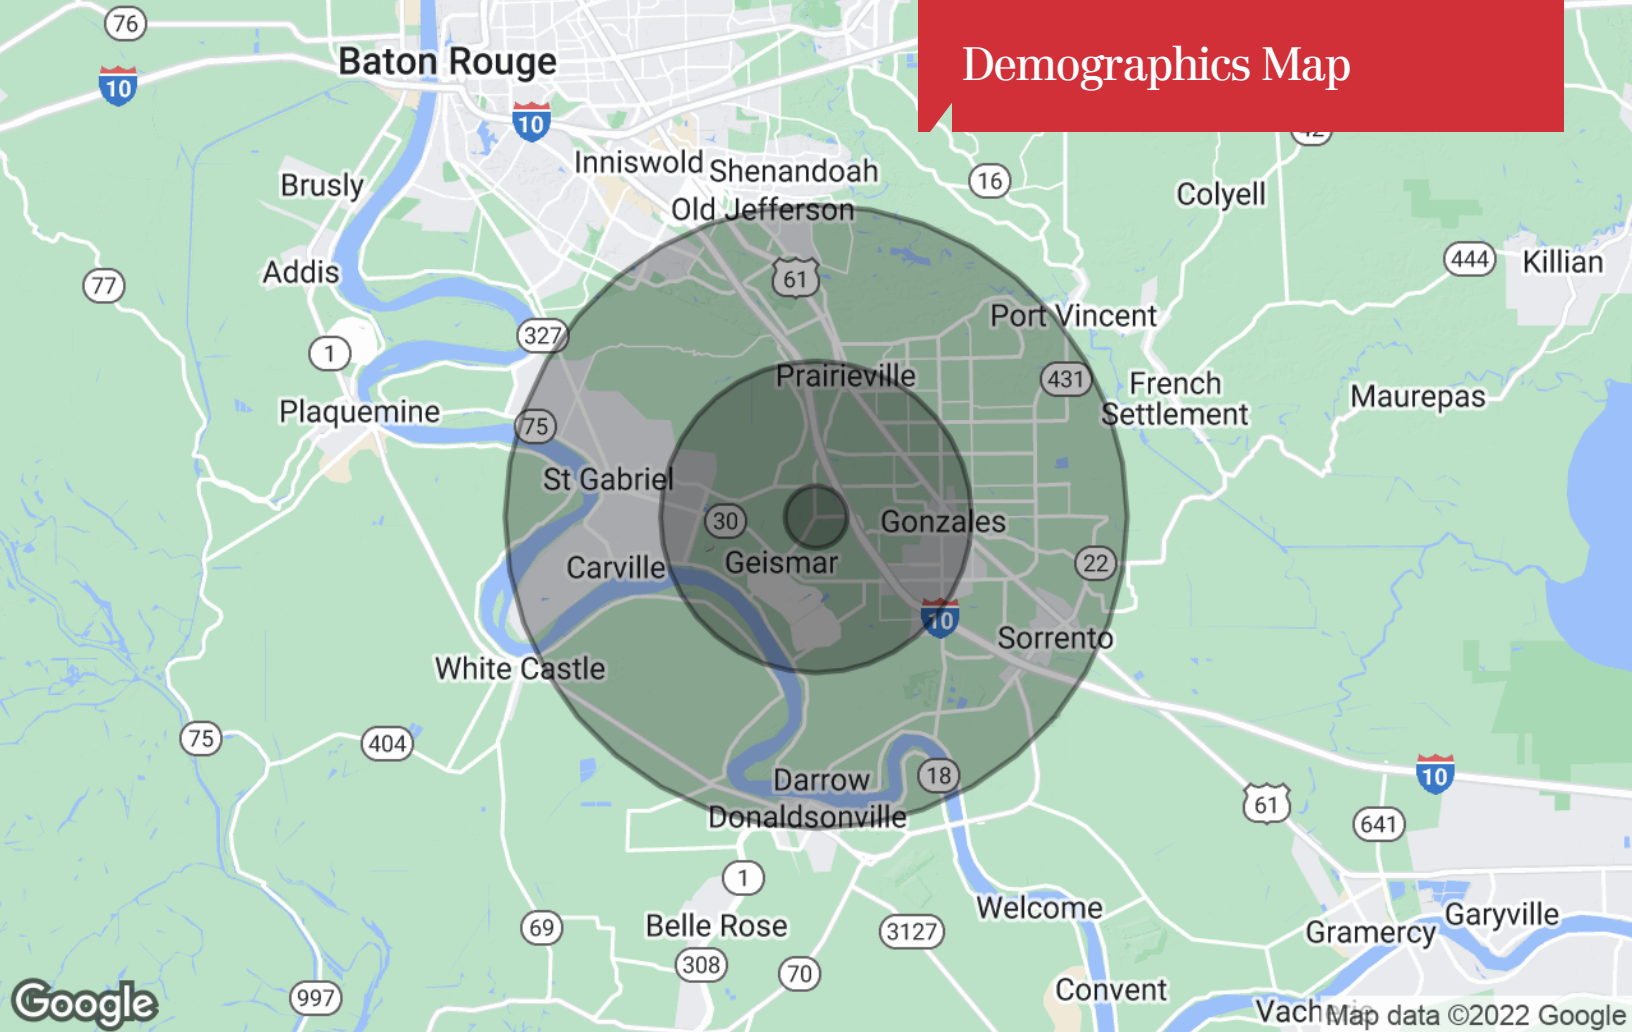 76
Demographics Map
Baton Rouge
10
10
42
Inniswold
Shenandoah
16
Brusly
Colyell
Old Jefferson
Addis
61
444
Killian
77
Port Vincent
327
1
Prairieville
431
French
Settlement
Maurepas
Plaquemine
75
St Gabriel
30
Gonzales
Geismar
Carville
22
10
Sorrento
White Castle
75
404
Darrow
18
10
Donaldsonville
61
641
1
Belle Rose
Welcome
Garyville
69
3127
Gramercy
308
70
Convent
997
Google
Map data ©2022 Google